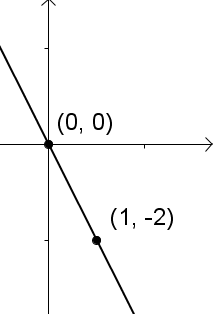 (0, 0)
(1, -2)